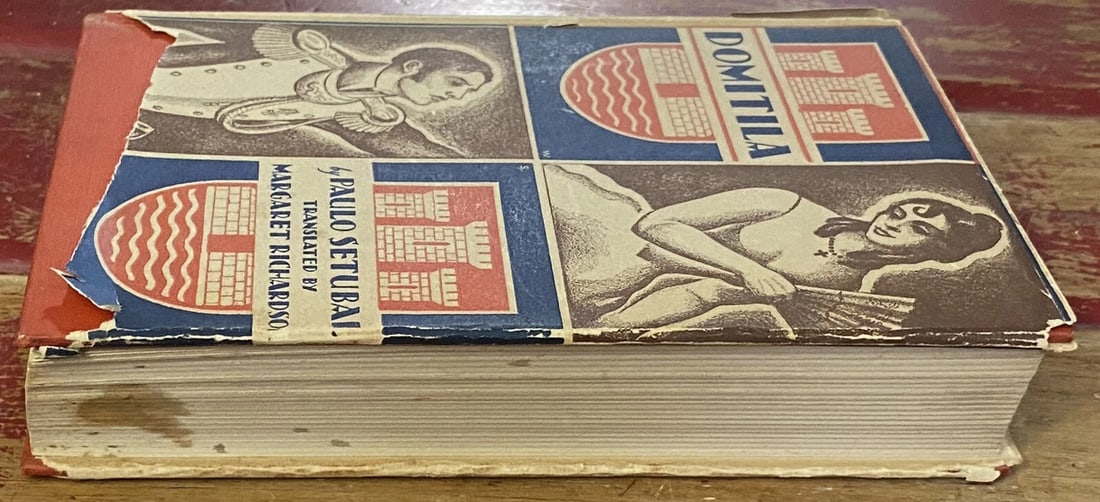 DOMITILA
by PAULO SETUBAL
TRANSLATED BY
MARGARET RICHARDSO